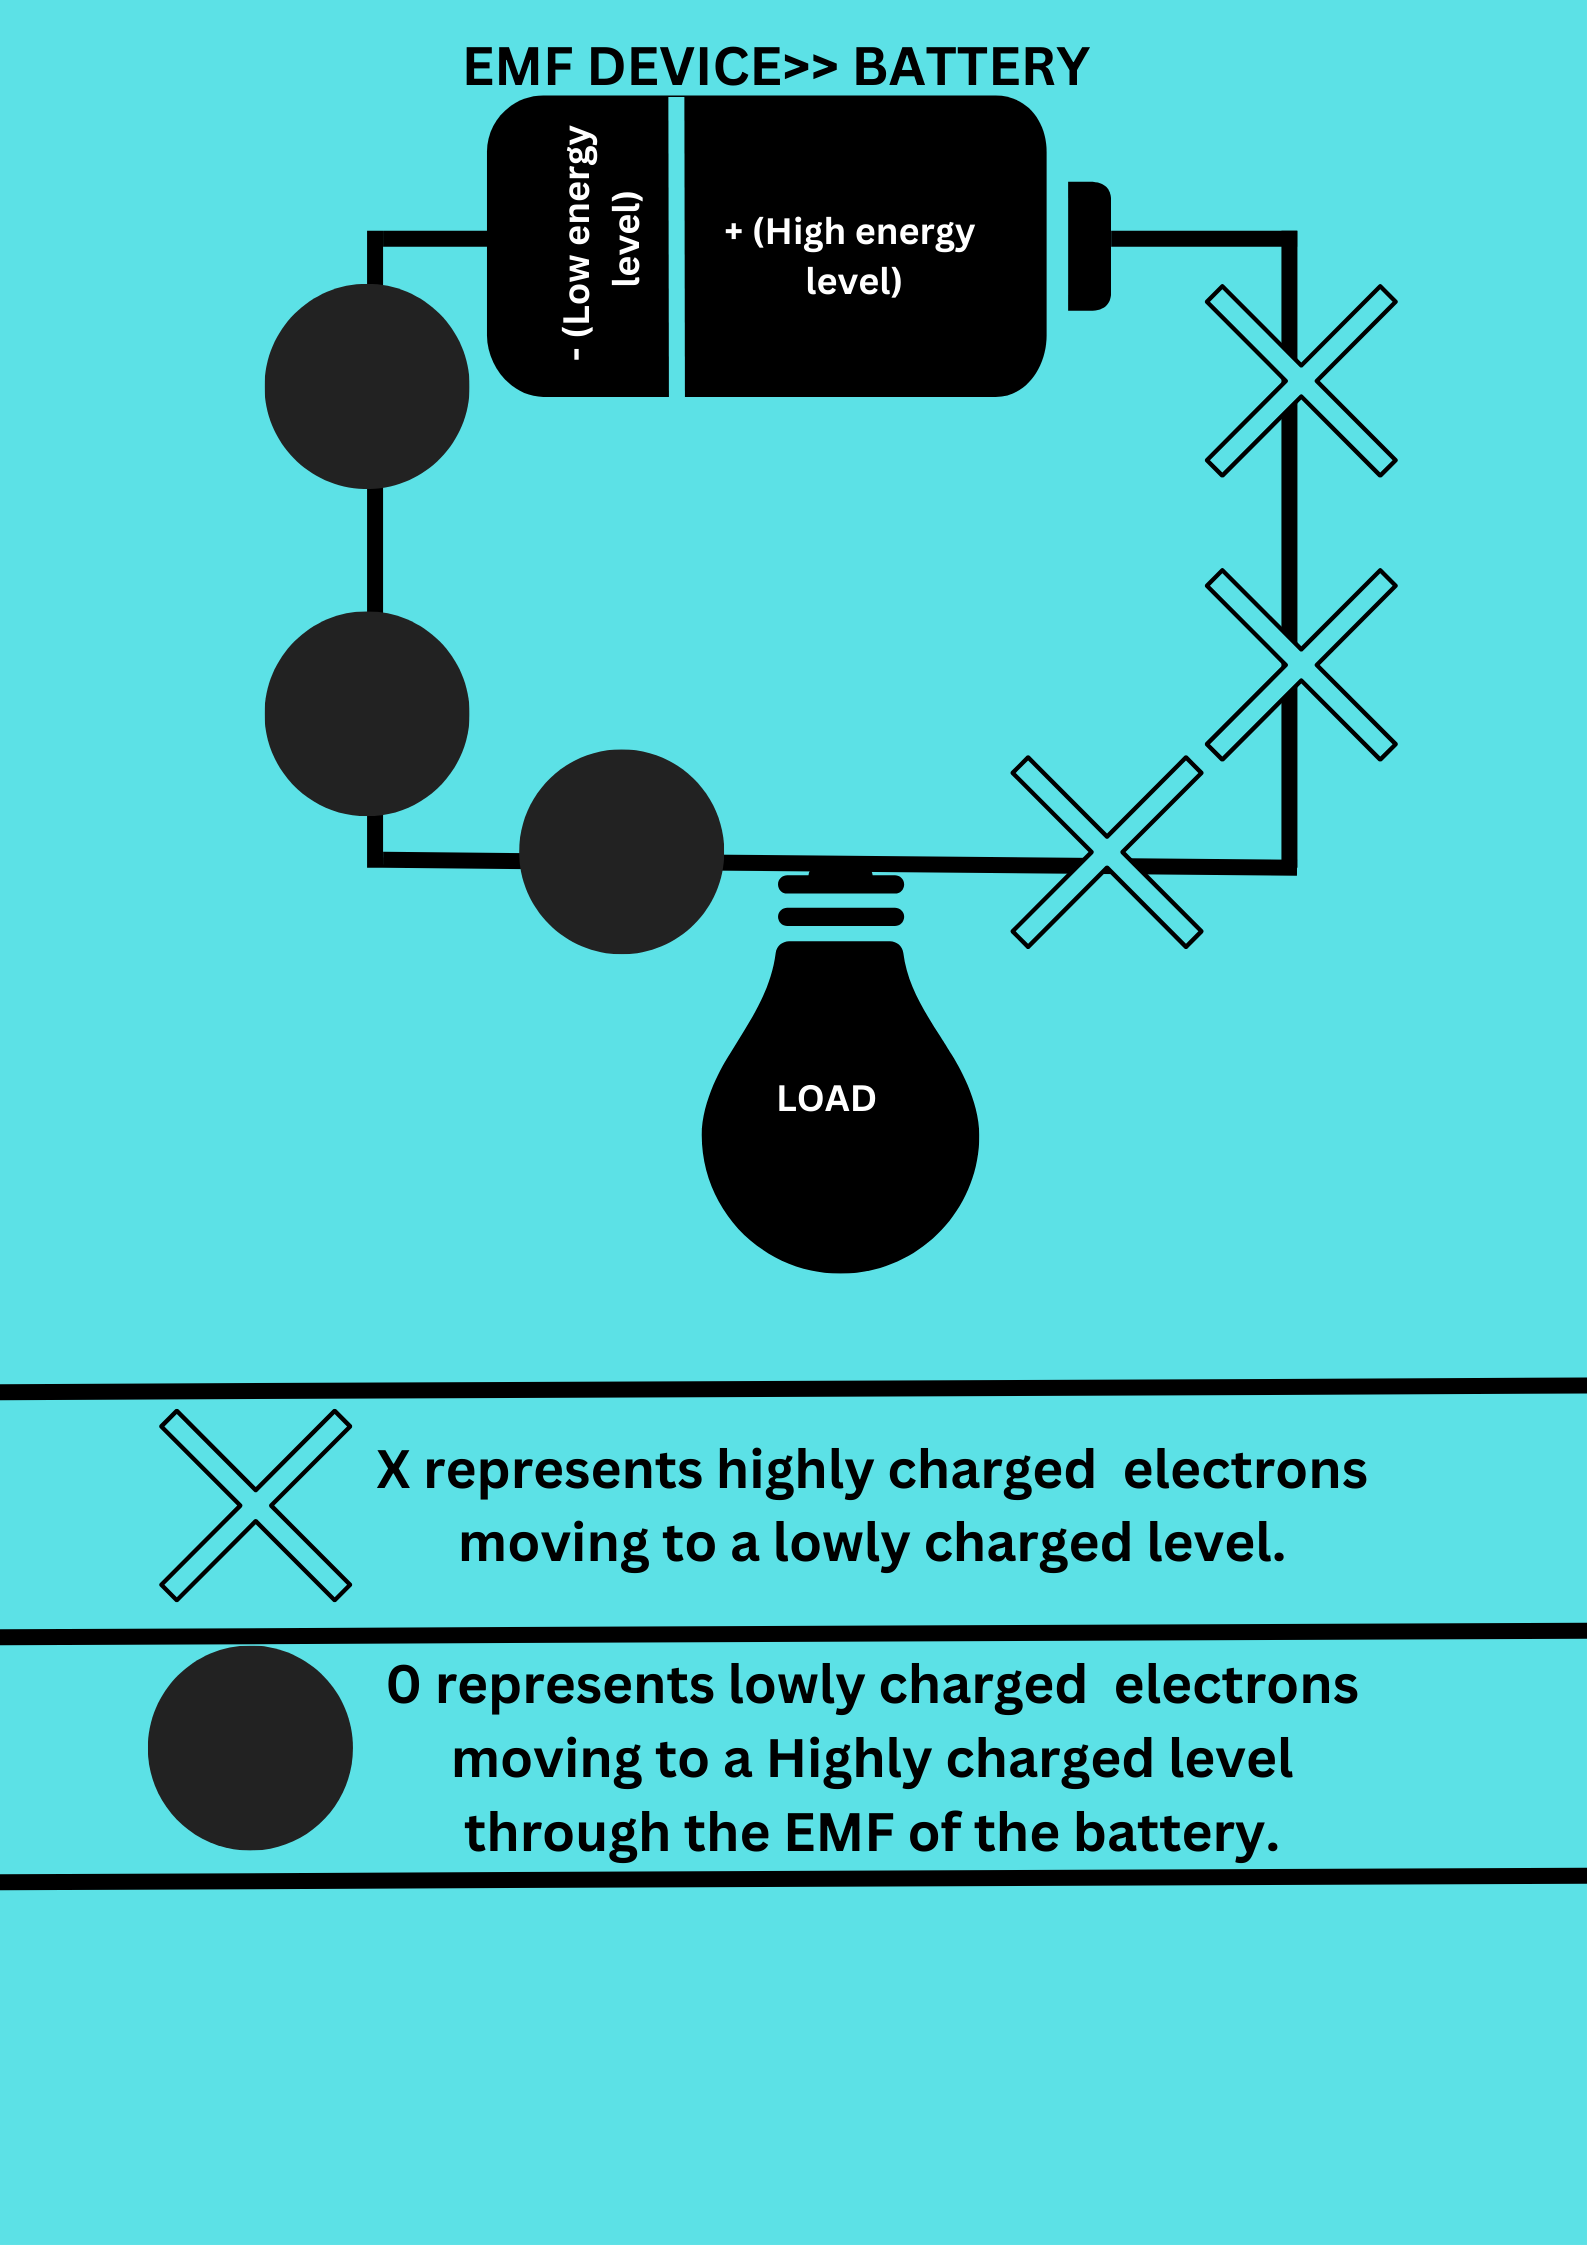 EMF DEVICE>> BATTERY
- (Low energy
level)
+ (High energy
level)
LOAD
X represents highly charged  electrons
moving to a lowly charged level.
0 represents lowly charged  electrons
moving to a Highly charged level
through the EMF of the battery.